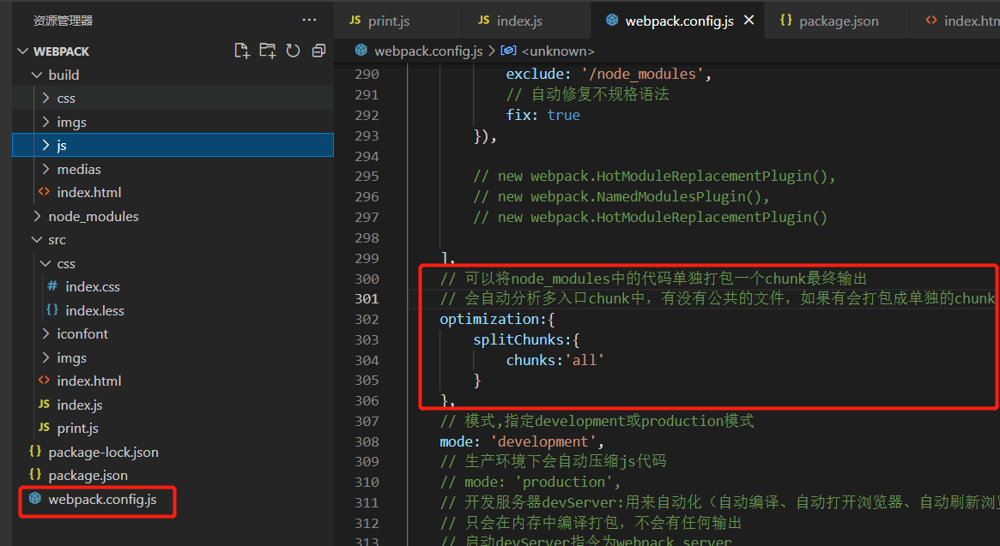 资源管理器 ···
WEBPACK
build
css
imgs
js
medias
index.html
node_modules
src
css
# index.css
{} index.less
iconfont
imgs
index.html
JS index.js
JS print.js
{} package-lock.json
{} package.json
webpack.config.js
JS print.js JS index.js webpack.config.js × {} package.json index.htm
webpack.config.js > <unknown>
290 exclude: '/node_modules',
291 // 自动修复不规格语法
292 fix: true
293 }),
294
295 // new webpack.HotModuleReplacementPlugin(),
296 // new webpack.NamedModulesPlugin(),
297 // new webpack.HotModuleReplacementPlugin()
298
299 ],
300 // 可以将node_modules中的代码单独打包一个chunk最终输出
301 // 会自动分析多入口chunk中，有没有公共的文件，如果有会打包成单独的chunk
302 optimization:{
303 splitChunks:{
304 chunks:'all'
305 }
306 },
307 // 模式,指定development或production模式
308 mode: 'development',
309 // 生产环境下会自动压缩js代码
310 // mode: 'production',
311 // 开发服务器devServer:用来自动化（自动编译、自动打开浏览器、自动刷新浏
312 // 只会在内存中编译打包，不会有任何输出
313 // 启动devServer指令为webpack server